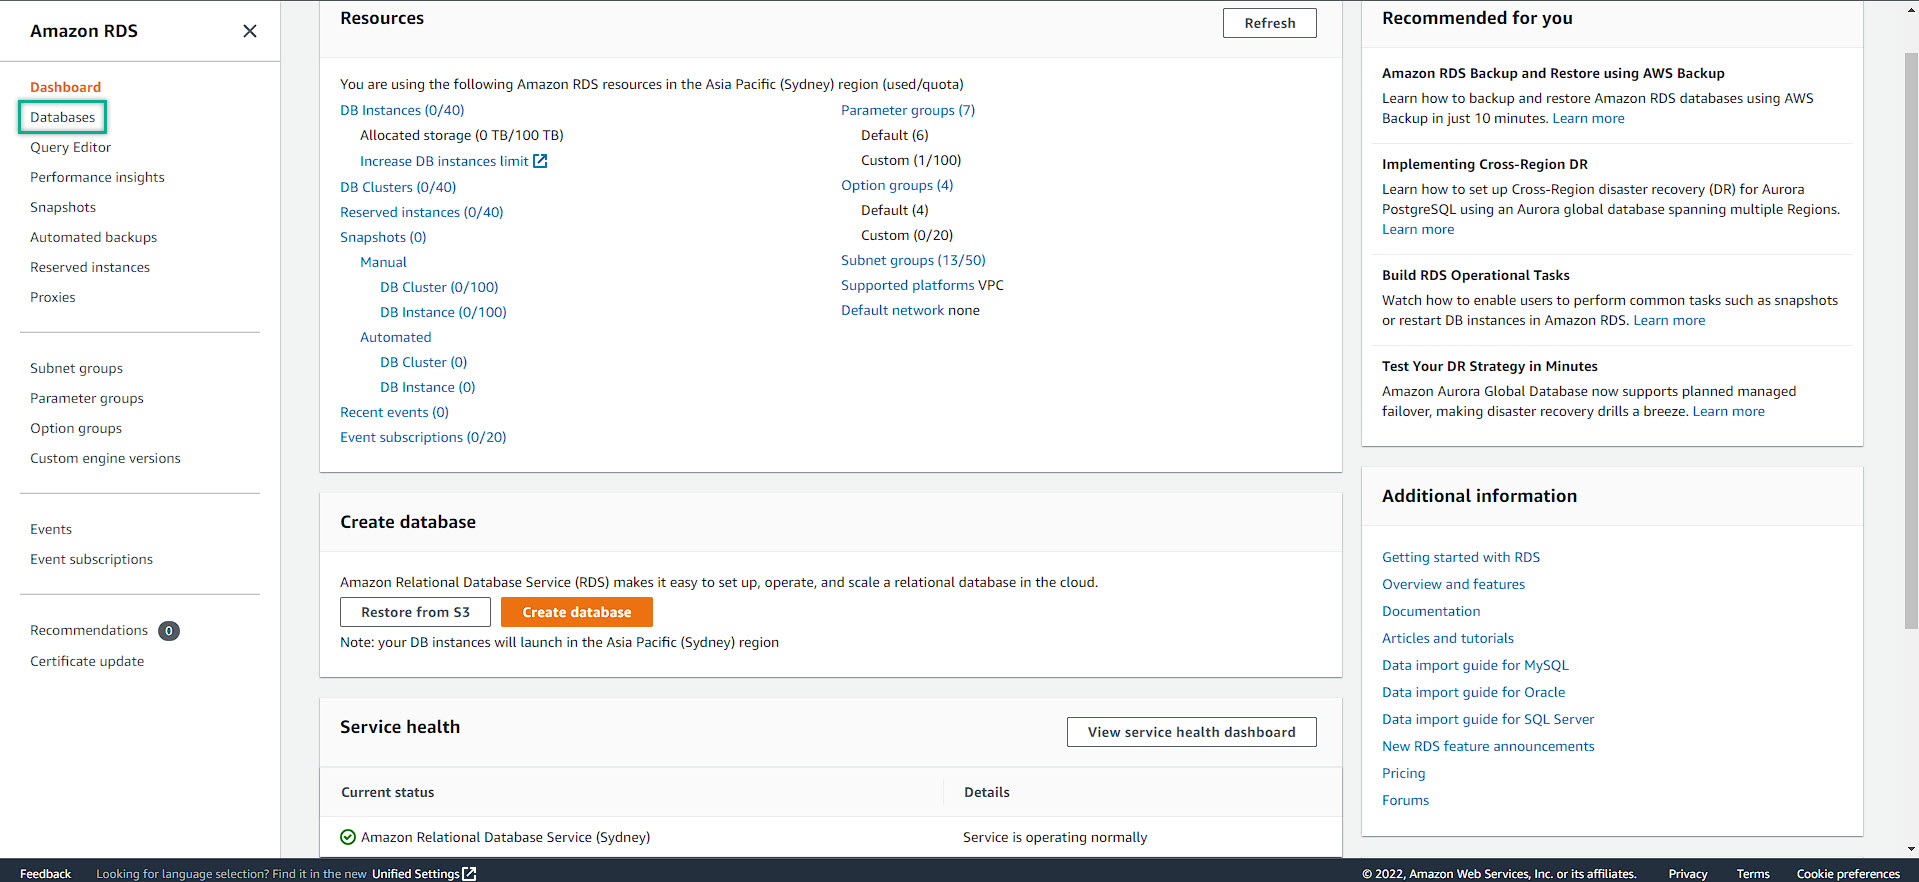 Amazon RDS
Dashboard
Databases
Query Editor
Performance insights
Snapshots
Automated backups
Reserved instances
Proxies
Subnet groups
Parameter groups
Option groups
Custom engine versions
Events
Event subscriptions
Recommendations 0
Certificate update
Resources
Refresh
You are using the following Amazon RDS resources in the Asia Pacific (Sydney) region (used/quota)
DB Instances (0/40)
Allocated storage (0 TB/100 TB)
Increase DB instances limit
DB Clusters (0/40)
Reserved instances (0/40)
Snapshots (0)
Manual
DB Cluster (0/100)
DB Instance (0/100)
Automated
DB Cluster (0)
DB Instance (0)
Recent events (0)
Event subscriptions (0/20)
Parameter groups (7)
Default (6)
Custom (1/100)
Option groups (4)
Default (4)
Custom (0/20)
Subnet groups (13/50)
Supported platforms VPC
Default network none
Create database
Amazon Relational Database Service (RDS) makes it easy to set up, operate, and scale a relational database in the cloud.
Restore from S3
Create database
Note: your DB instances will launch in the Asia Pacific (Sydney) region
Service health
View service health dashboard
Current status
Details
Amazon Relational Database Service (Sydney)
Service is operating normally
Recommended for you
Amazon RDS Backup and Restore using AWS Backup
Learn how to backup and restore Amazon RDS databases using AWS
Backup in just 10 minutes. Learn more
Implementing Cross-Region DR
Learn how to set up Cross-Region disaster recovery (DR) for Aurora
PostgreSQL using an Aurora global database spanning multiple Regions.
Learn more
Build RDS Operational Tasks
Watch how to enable users to perform common tasks such as snapshots
or restart DB instances in Amazon RDS. Learn more
Test Your DR Strategy in Minutes
Amazon Aurora Global Database now supports planned managed
failover, making disaster recovery drills a breeze. Learn more
Additional information
Getting started with RDS
Overview and features
Documentation
Articles and tutorials
Data import guide for MySQL
Data import guide for Oracle
Data import guide for SQL Server
New RDS feature announcements
Pricing
Forums
Feedback
Looking for language selection? Find it in the new Unified Settings
© 2022, Amazon Web Services, Inc. or its affiliates.
Privacy
Terms
Cookie preferences